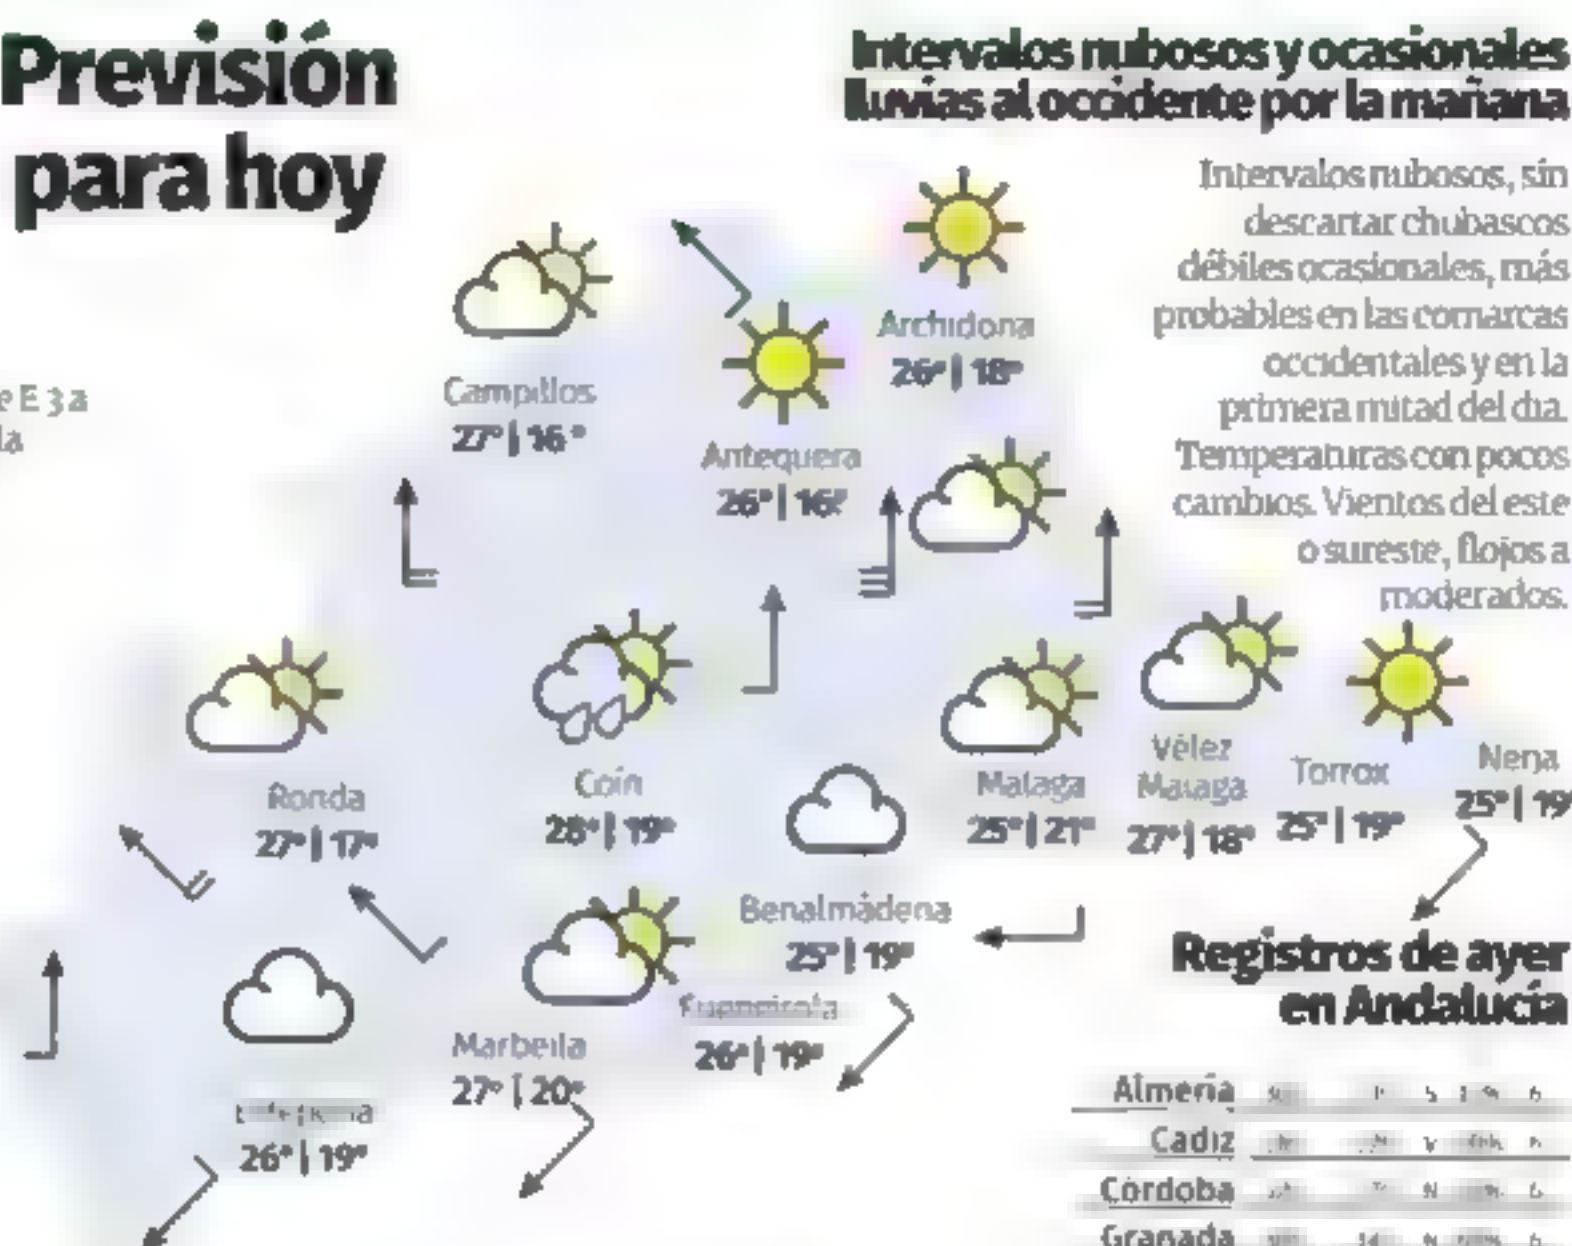 Previsión
para hoy
Intervalos nubosos y ocasionales
lluvias al occidente por la mañana
Intervalos nubosos, sin
descartar chubascos
débiles ocasionales, más
probables en las comarcas
occidentales y en la
primera mitad del día.
Temperaturas con pocos
cambios. Vientos del este
o sureste, flojos a
moderados.
e E 3 a
la
Archidona
26° | 18°
Campillos
27° | 16°
Antequera
26° | 16°
Ronda
27° | 17°
Coín
28° | 19°
Málaga
25° | 21°
Vélez
Málaga
27° | 18°
Torrox
25° | 19°
Nerja
25° | 19°
Benalmádena
25° | 19°
Fuengirola
26° | 19°
Marbella
27° | 20°
26° | 19°
Registros de ayer
en Andalucía
Almería
Cádiz
Córdoba
Granada